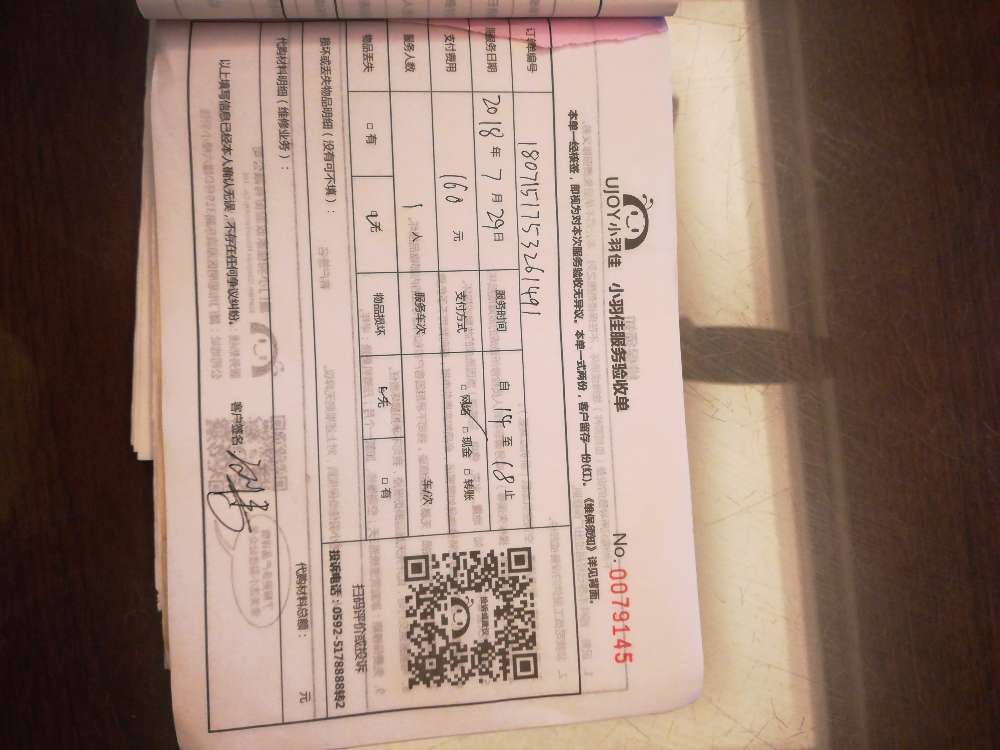 UJOY小羽佳 小羽佳服务验收单
No. 0079145
本单一经核签,即视为对本次服务验收无异议。本单一式两份,客户留存一份(红)。《维保须知》详见背面。
订单编号 1807151753261491
服务日期 2018 年 7 月 29 日 服务时间 自 14 至 18 止
支付费用 160 元 支付方式 □网络 □现金 □转账
服务人数 1 人 服务车次 车/次
物品丢失 □有 □无 物品损坏 □无 □有
扫码评价或投诉
投诉电话:0592-5178888转2
损坏或丢失物品明细(没有可不填):
代购材料明细(维修业务): 代购材料总额: 元
以上填写信息已经本人确认无误,不存在任何争议纠纷。 客户签名: